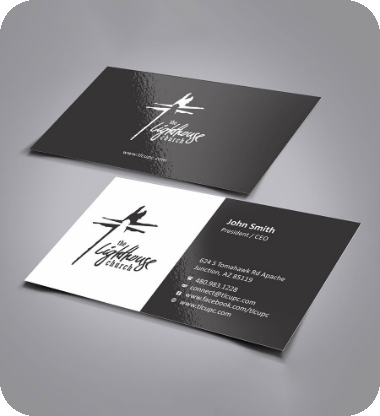 the
Lighthouse
church
www.tlcupc.com
the
Lighthouse
church
John Smith
President / CEO
624 S Tomahawk Rd Apache
Junction, AZ 85119
480.983.1228
connect@tlcupc.com
www.facebook.com/tlcupc
www.tlcupc.com